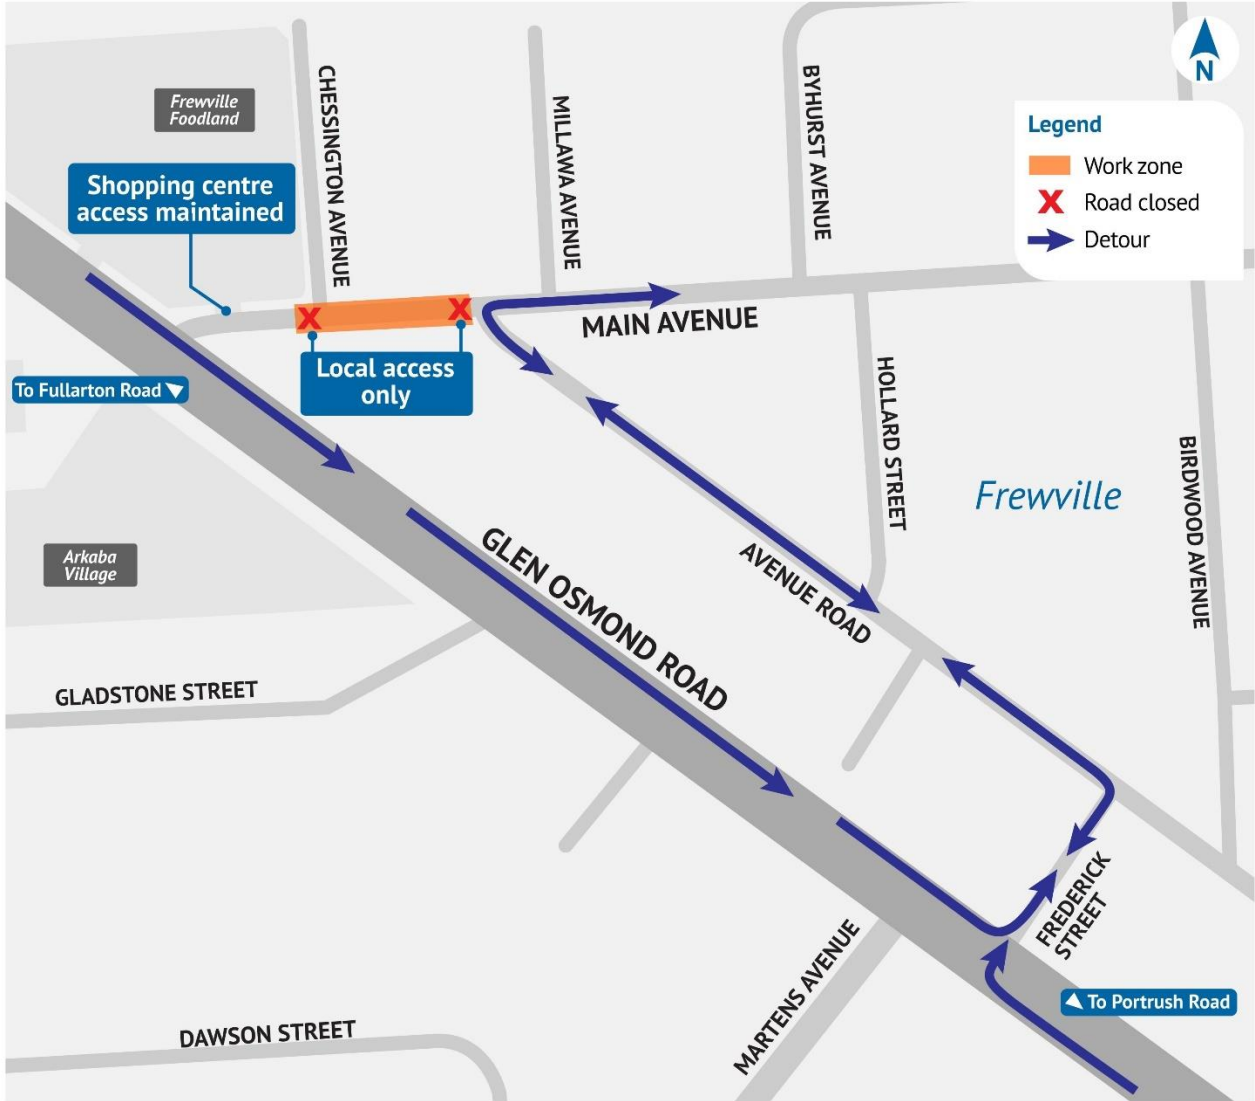 N
Legend
Work zone
X Road closed
Detour
Frewville
Foodland
Shopping centre
access maintained
CHESSINGTON AVENUE
MILLAWA AVENUE
BYHURST AVENUE
X
X
MAIN AVENUE
Local access
only
To Fullarton Road
HOLLARD STREET
BIRDWOOD AVENUE
Frewville
Arkaba
Village
GLEN OSMOND ROAD
AVENUE ROAD
GLADSTONE STREET
FREDERICK
STREET
MARTENS AVENUE
To Portrush Road
DAWSON STREET